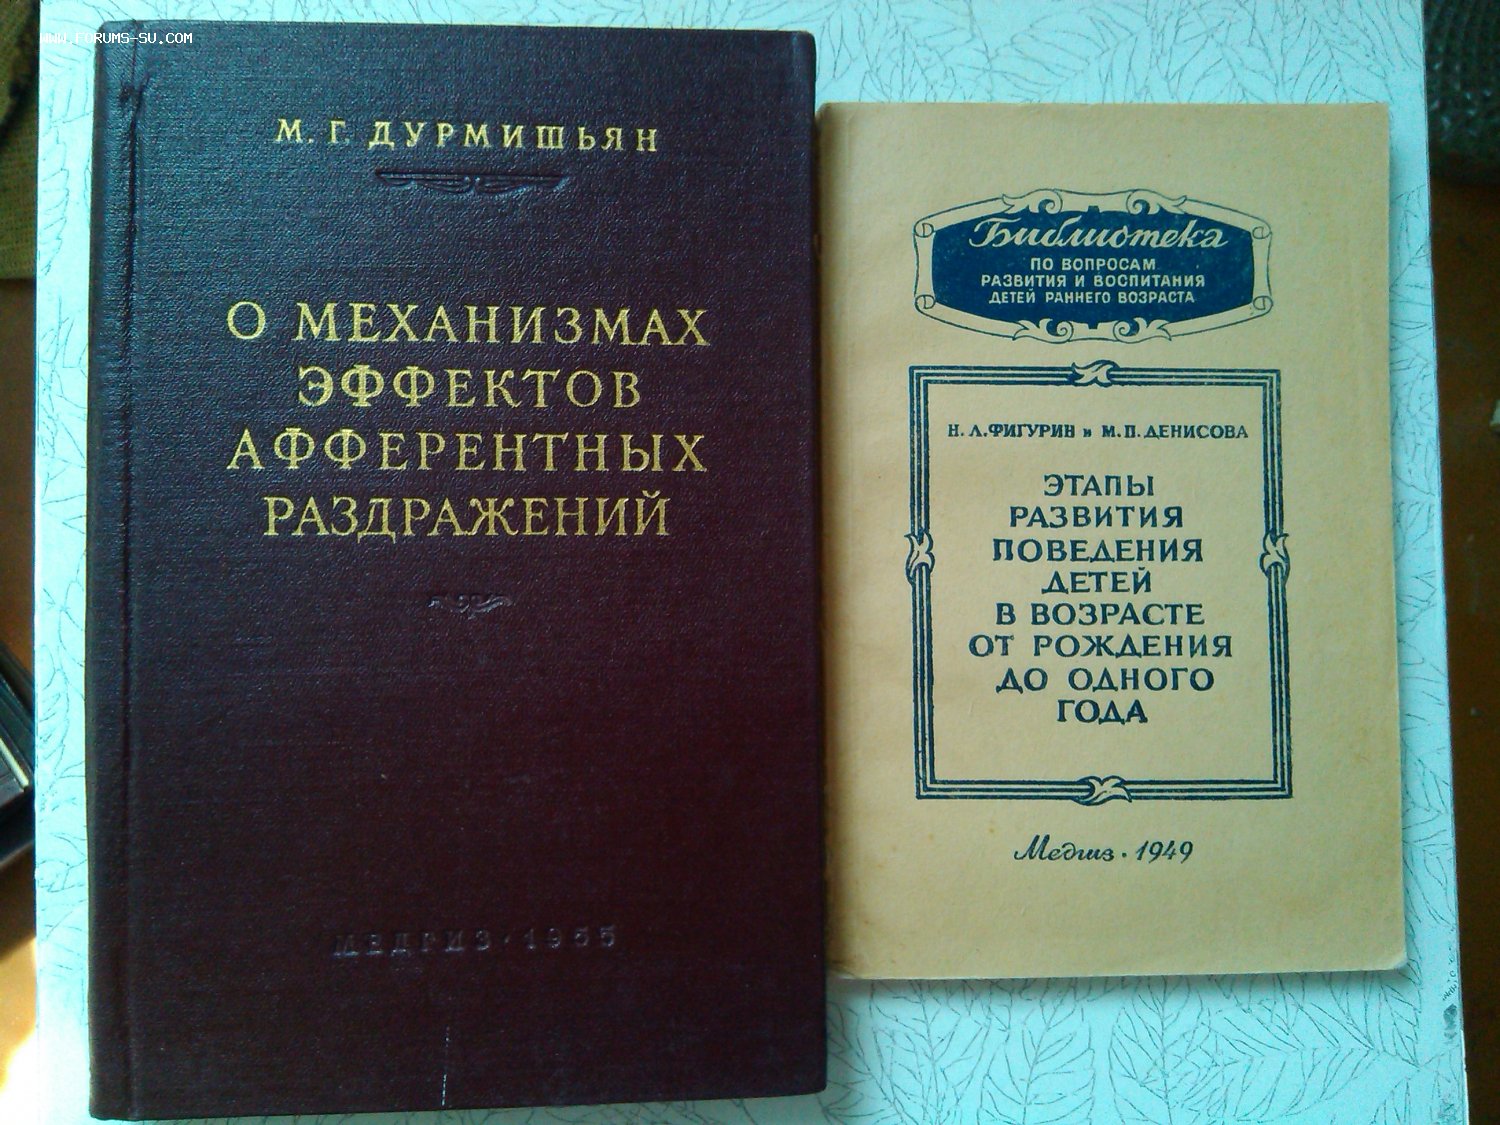 WWW.FORUMS-SU.COM
М. Г. ДУРМИШЬЯН
О МЕХАНИЗМАХ
ЭФФЕКТОВ
АФФЕРЕНТНЫХ
РАЗДРАЖЕНИЙ
МЕДГИЗ · 1955
Библиотека
ПО ВОПРОСАМ
РАЗВИТИЯ И ВОСПИТАНИЯ
ДЕТЕЙ РАННЕГО ВОЗРАСТА
Н. Л. ФИГУРИН и М. П. ДЕНИСОВА
ЭТАПЫ
РАЗВИТИЯ
ПОВЕДЕНИЯ
ДЕТЕЙ
В ВОЗРАСТЕ
ОТ РОЖДЕНИЯ
ДО ОДНОГО
ГОДА
Медгиз · 1949